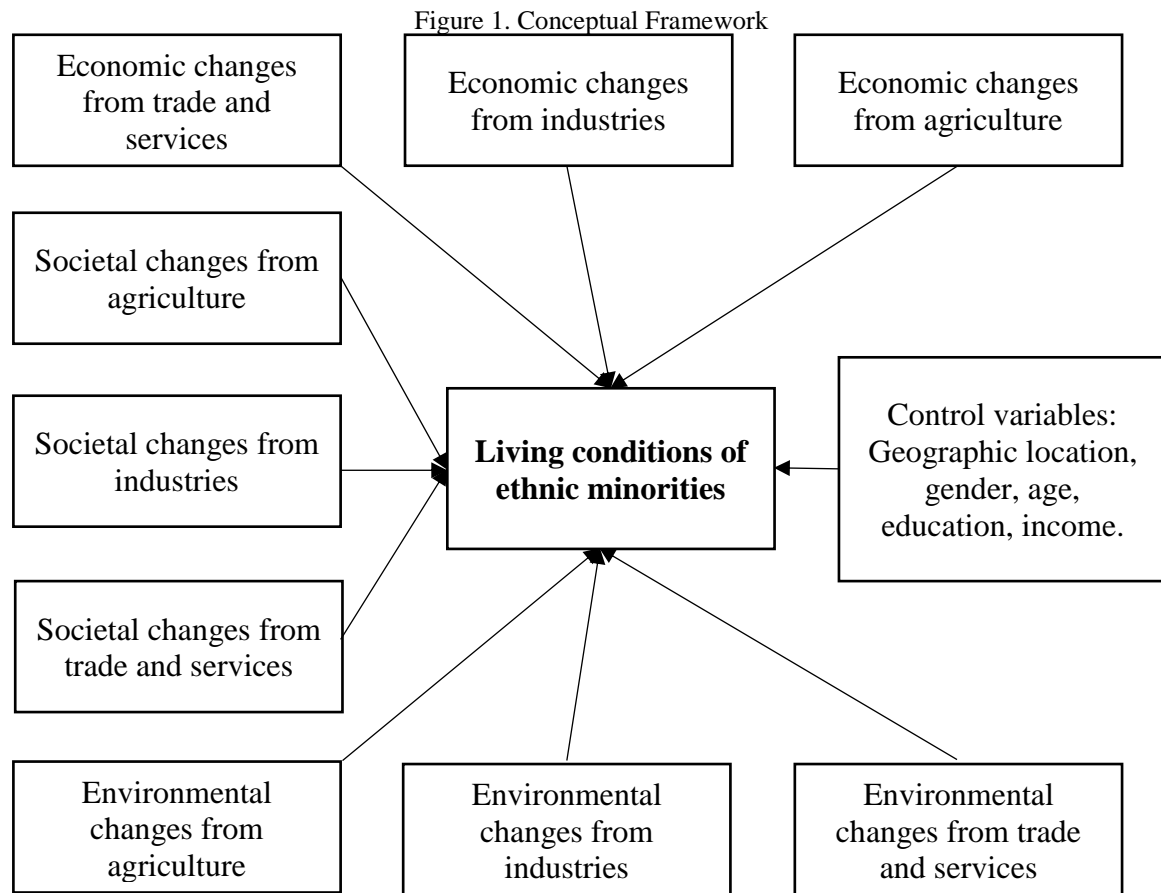 Figure 1. Conceptual Framework
Economic changes
from trade and
services
Economic changes
from industries
Economic changes
from agriculture
Societal changes from
agriculture
Societal changes from
industries
Living conditions of
ethnic minorities
Control variables:
Geographic location,
gender, age,
education, income.
Societal changes from
trade and services
Environmental
changes from
agriculture
Environmental
changes from
industries
Environmental
changes from trade
and services